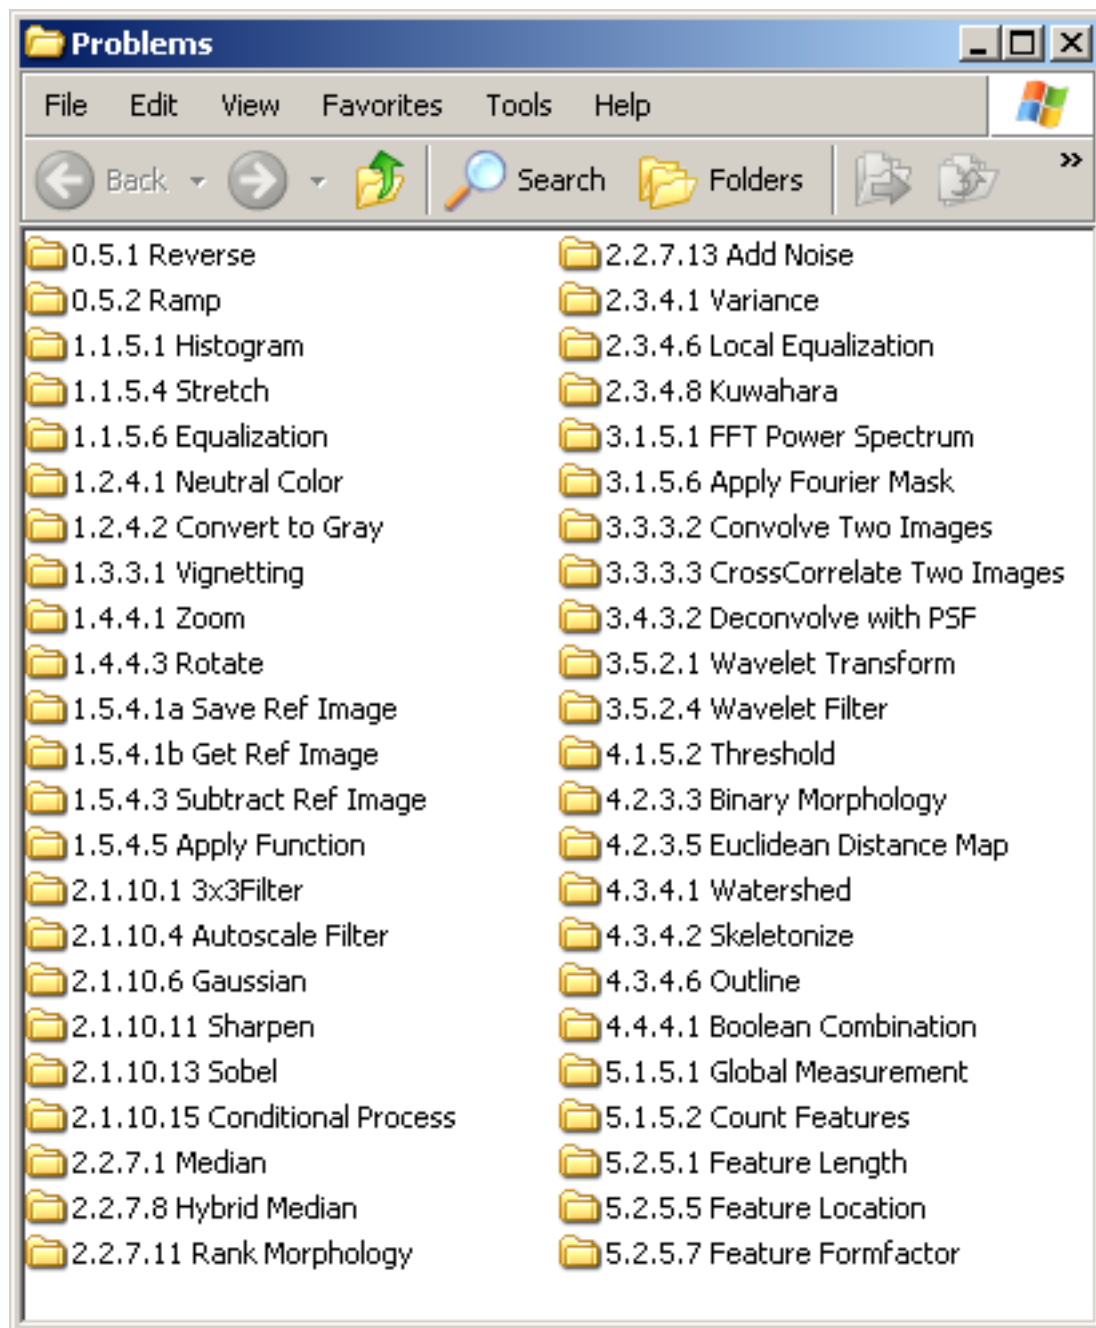 Problems
File Edit View Favorites Tools Help
Back Search Folders »
0.5.1 Reverse
0.5.2 Ramp
1.1.5.1 Histogram
1.1.5.4 Stretch
1.1.5.6 Equalization
1.2.4.1 Neutral Color
1.2.4.2 Convert to Gray
1.3.3.1 Vignetting
1.4.4.1 Zoom
1.4.4.3 Rotate
1.5.4.1a Save Ref Image
1.5.4.1b Get Ref Image
1.5.4.3 Subtract Ref Image
1.5.4.5 Apply Function
2.1.10.1 3x3Filter
2.1.10.4 Autoscale Filter
2.1.10.6 Gaussian
2.1.10.11 Sharpen
2.1.10.13 Sobel
2.1.10.15 Conditional Process
2.2.7.1 Median
2.2.7.8 Hybrid Median
2.2.7.11 Rank Morphology
2.2.7.13 Add Noise
2.3.4.1 Variance
2.3.4.6 Local Equalization
2.3.4.8 Kuwahara
3.1.5.1 FFT Power Spectrum
3.1.5.6 Apply Fourier Mask
3.3.3.2 Convolve Two Images
3.3.3.3 CrossCorrelate Two Images
3.4.3.2 Deconvolve with PSF
3.5.2.1 Wavelet Transform
3.5.2.4 Wavelet Filter
4.1.5.2 Threshold
4.2.3.3 Binary Morphology
4.2.3.5 Euclidean Distance Map
4.3.4.1 Watershed
4.3.4.2 Skeletonize
4.3.4.6 Outline
4.4.4.1 Boolean Combination
5.1.5.1 Global Measurement
5.1.5.2 Count Features
5.2.5.1 Feature Length
5.2.5.5 Feature Location
5.2.5.7 Feature Formfactor